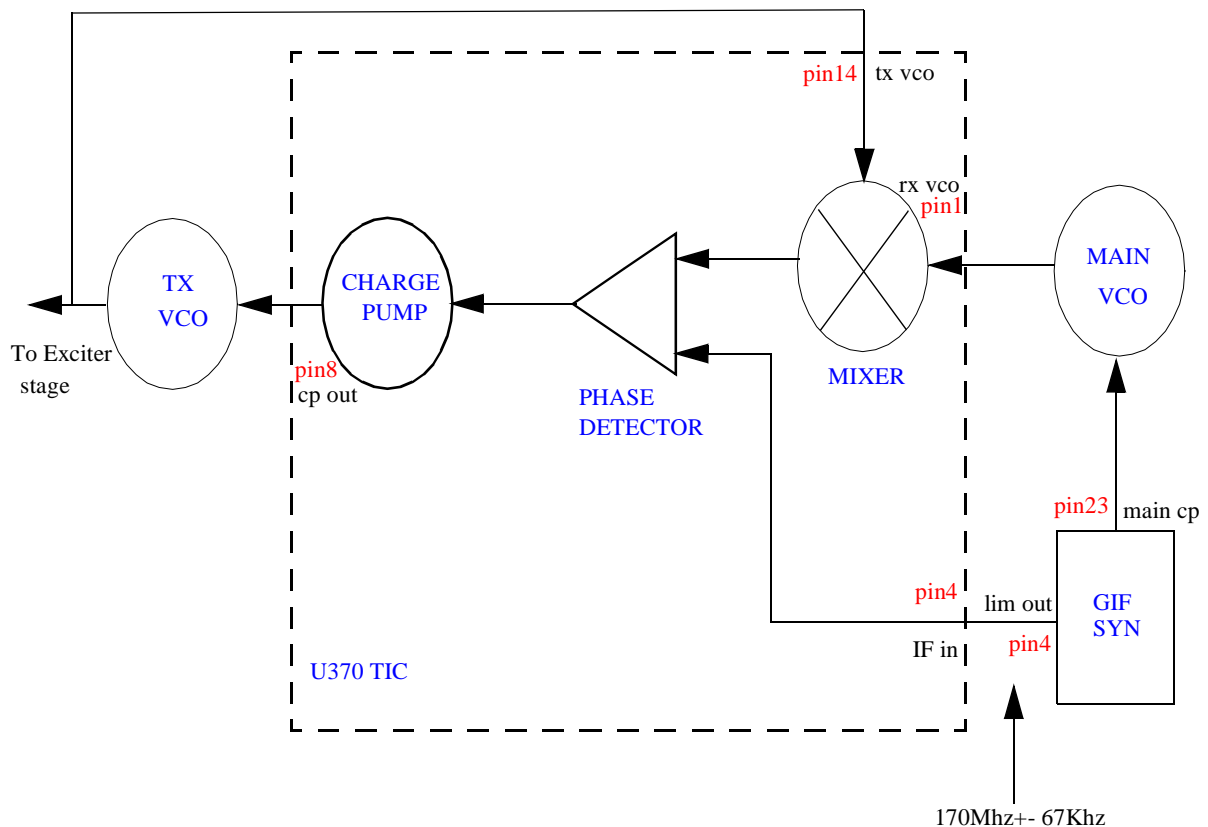 pin14 tx vco
rx vco
pin1
MAIN
VCO
TX
VCO
CHARGE
PUMP
To Exciter
stage
pin8
cp out
MIXER
PHASE
DETECTOR
pin23 main cp
pin4
lim out
GIF
SYN
IF in
pin4
U370 TIC
170Mhz+- 67Khz